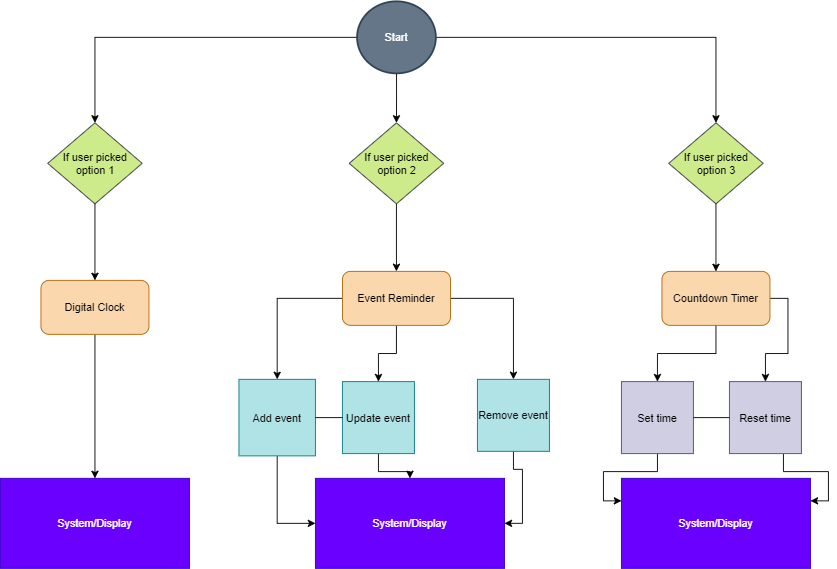 Start
If user picked
option 1
If user picked
option 2
If user picked
option 3
Digital Clock
Event Reminder
Countdown Timer
Add event
Update event
Remove event
Set time
Reset time
System/Display
System/Display
System/Display